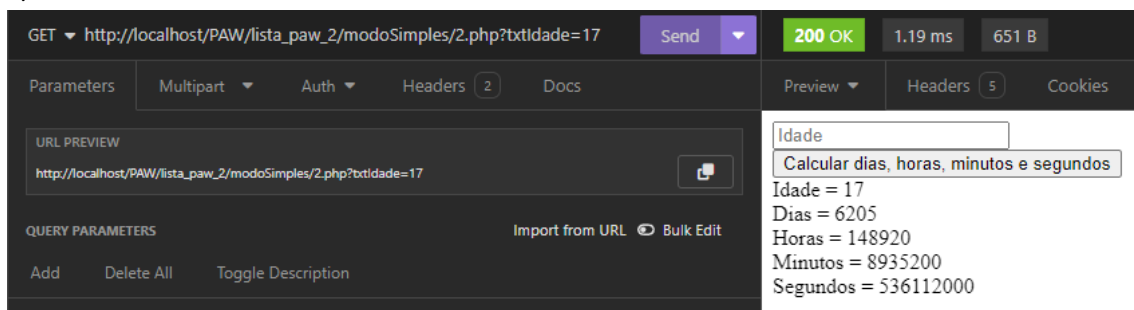 GET http://localhost/PAW/lista_paw_2/modoSimples/2.php?txtIdade=17 Send
200 OK 1.19 ms 651 B
Parameters Multipart Auth Headers 2 Docs
Preview Headers 5 Cookies
URL PREVIEW
http://localhost/PAW/lista_paw_2/modoSimples/2.php?txtIdade=17
QUERY PARAMETERS Import from URL Bulk Edit
Add Delete All Toggle Description
Idade
Calcular dias, horas, minutos e segundos
Idade = 17
Dias = 6205
Horas = 148920
Minutos = 8935200
Segundos = 536112000